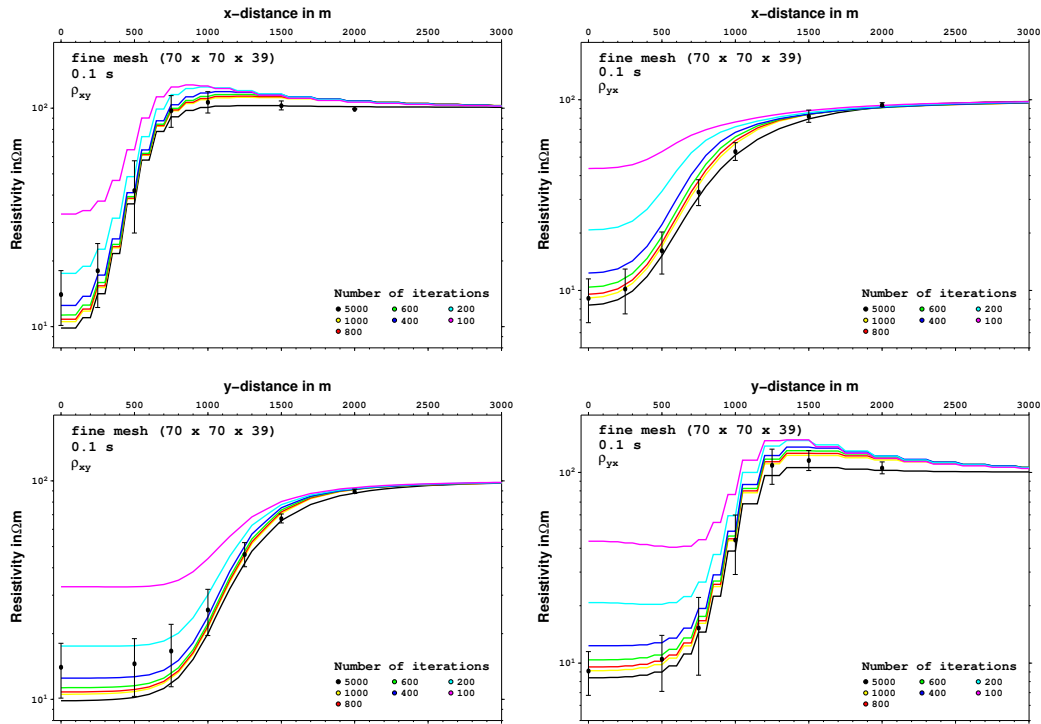 x-distance in m
0 500 1000 1500 2000 2500 3000
fine mesh (70 x 70 x 39)
0.1 s
ρxy
10²
10¹
Resistivity inΩm
Number of iterations
5000 600 200
1000 400 100
800
x-distance in m
0 500 1000 1500 2000 2500 3000
fine mesh (70 x 70 x 39)
0.1 s
ρyx
10²
10¹
Resistivity inΩm
Number of iterations
5000 600 200
1000 400 100
800
y-distance in m
0 500 1000 1500 2000 2500 3000
fine mesh (70 x 70 x 39)
0.1 s
ρxy
10²
10¹
Resistivity inΩm
Number of iterations
5000 600 200
1000 400 100
800
y-distance in m
0 500 1000 1500 2000 2500 3000
fine mesh (70 x 70 x 39)
0.1 s
ρyx
10²
10¹
Resistivity inΩm
Number of iterations
5000 600 200
1000 400 100
800